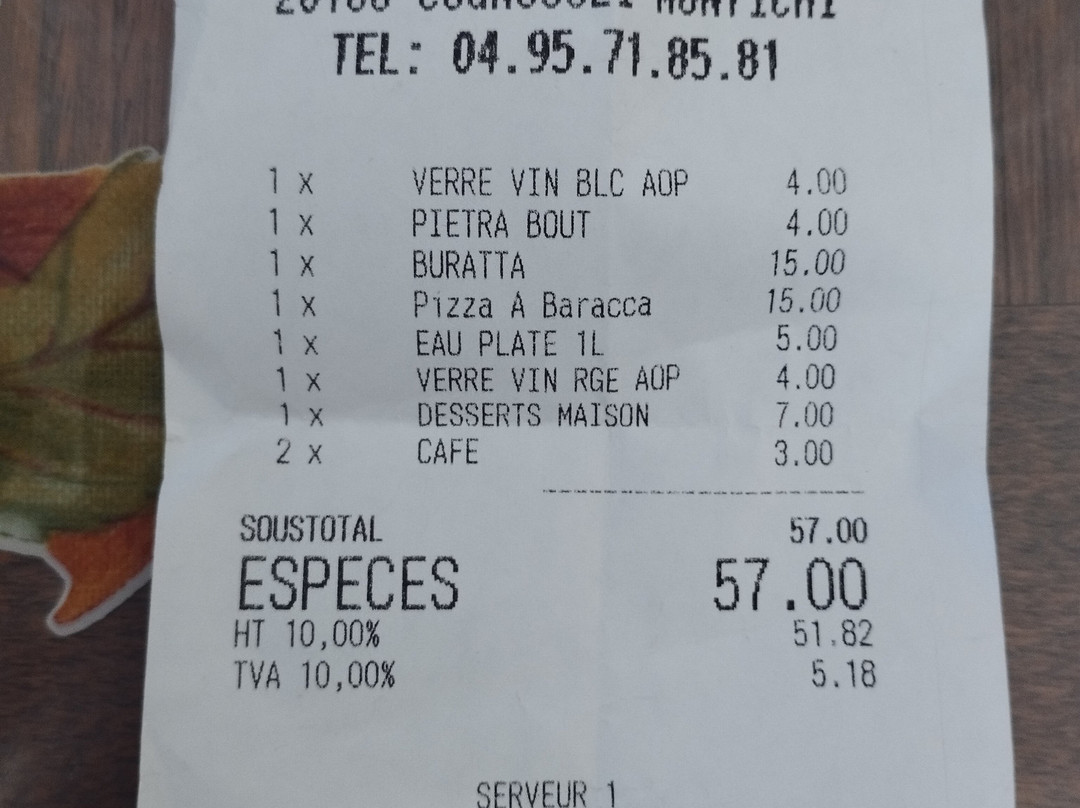 TEL: 04.95.71.85.81
1 x VERRE VIN BLC AOP 4.00
1 x PIETRA BOUT 4.00
1 x BURATTA 15.00
1 x Pizza A Baracca 15.00
1 x EAU PLATE 1L 5.00
1 x VERRE VIN RGE AOP 4.00
1 x DESSERTS MAISON 7.00
2 x CAFE 3.00
SOUSTOTAL 57.00
ESPECES 57.00
HT 10,00% 51.82
TVA 10,00% 5.18
SERVEUR 1